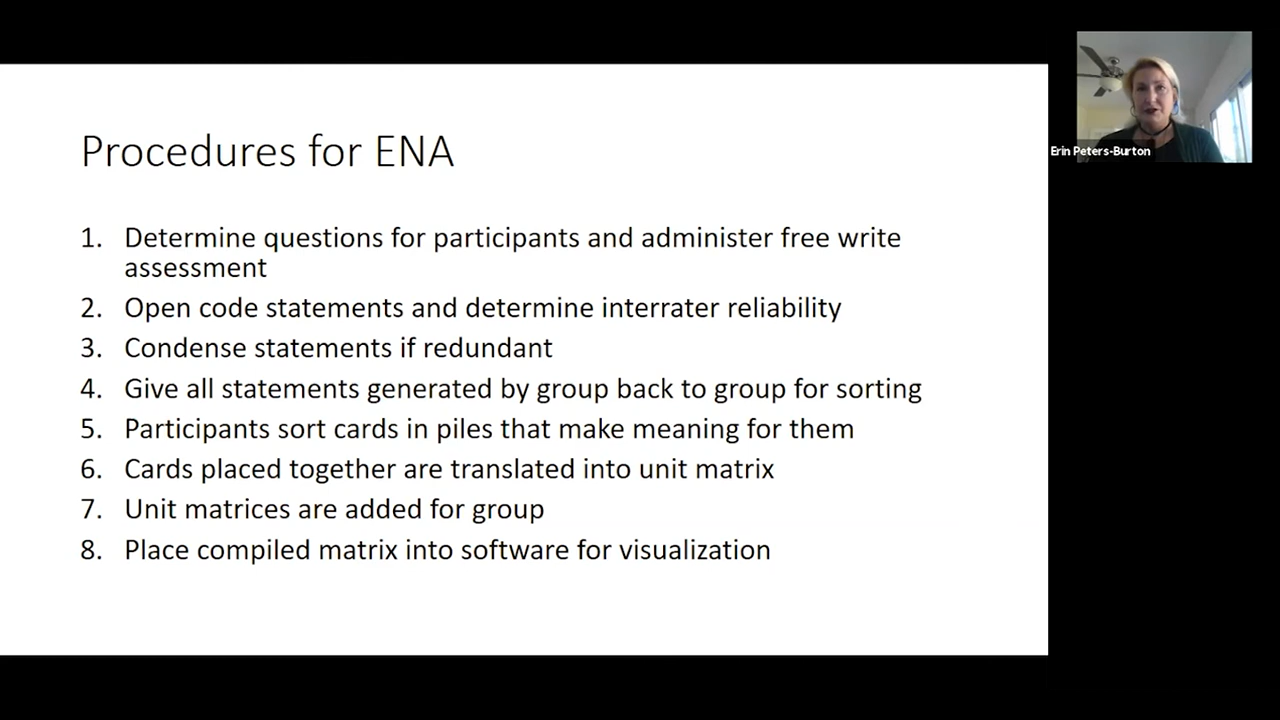 Procedures for ENA
Erin Peters-Burton
1. Determine questions for participants and administer free write
assessment
2. Open code statements and determine interrater reliability
3. Condense statements if redundant
4. Give all statements generated by group back to group for sorting
5. Participants sort cards in piles that make meaning for them
6. Cards placed together are translated into unit matrix
7. Unit matrices are added for group
8. Place compiled matrix into software for visualization